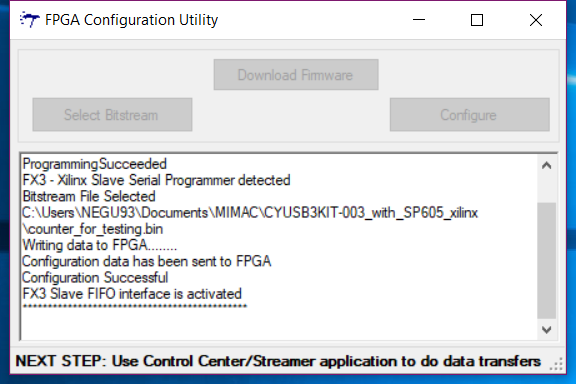 FPGA Configuration Utility
Download Firmware
Select Bitstream
Configure
ProgrammingSucceeded
FX3 - Xilinx Slave Serial Programmer detected
Bitstream File Selected
C:\Users\NEGU93\Documents\MIMAC\CYUSB3KIT-003_with_SP605_xilinx
\counter_for_testing.bin
Writing data to FPGA........
Configuration data has been sent to FPGA
Configuration Successful
FX3 Slave FIFO interface is activated
*********************************************
NEXT STEP: Use Control Center/Streamer application to do data transfers